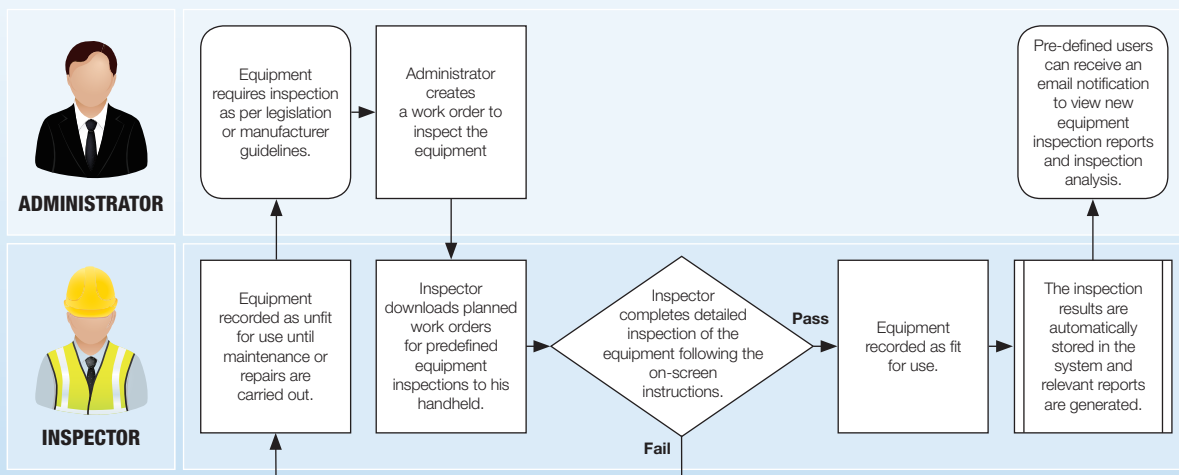 Equipment
requires inspection
as per legislation
or manufacturer
guidelines.
Administrator
creates
a work order to
inspect the
equipment
Pre-defined users
can receive an
email notification
to view new
equipment
inspection reports
and inspection
analysis.
ADMINISTRATOR
Equipment
recorded as unfit
for use until
maintenance or
repairs are
carried out.
Inspector
downloads planned
work orders
for predefined
equipment
inspections to his
handheld.
Inspector
completes detailed
inspection of the
equipment following the
on-screen
instructions.
Pass
Equipment
recorded as fit
for use.
The inspection
results are
automatically
stored in the
system and
relevant reports
are generated.
INSPECTOR
Fail